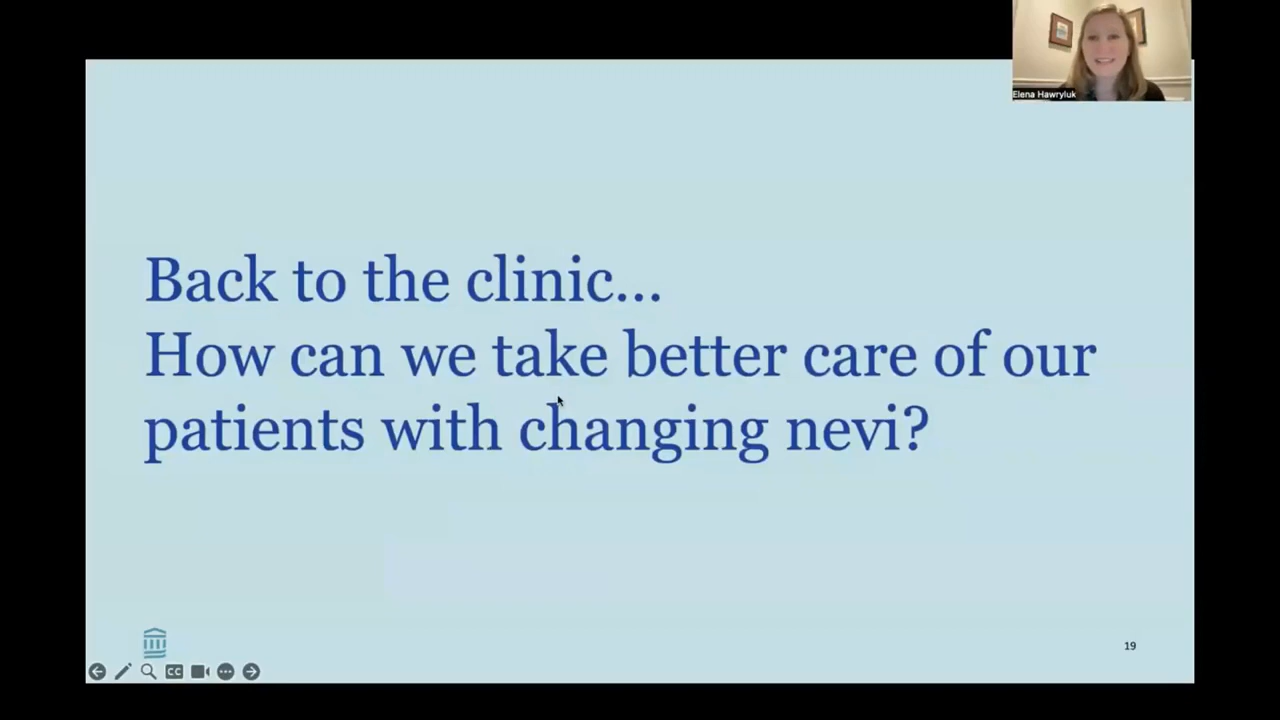 Elena Hawryluk
Back to the clinic...
How can we take better care of our
patients with changing nevi?
19
CC